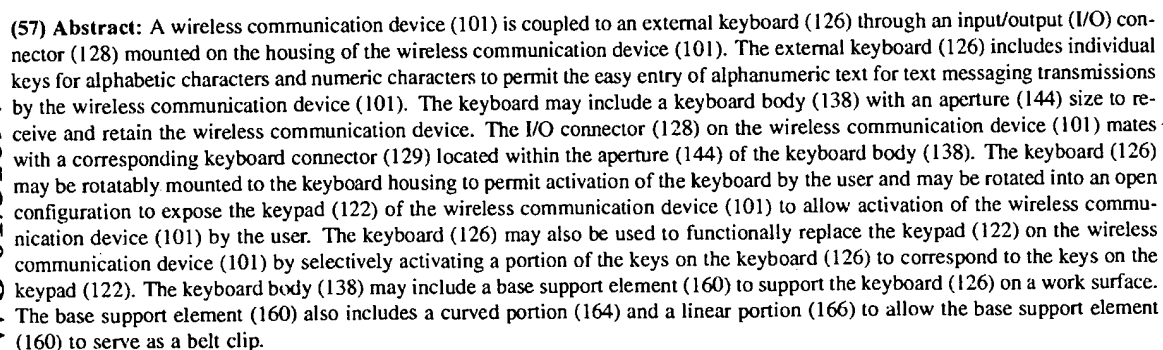 (57) Abstract: A wireless communication device (101) is coupled to an external keyboard (126) through an input/output (I/O) con-
nector (128) mounted on the housing of the wireless communication device (101). The external keyboard (126) includes individual
keys for alphabetic characters and numeric characters to permit the easy entry of alphanumeric text for text messaging transmissions
by the wireless communication device (101). The keyboard may include a keyboard body (138) with an aperture (144) size to re-
ceive and retain the wireless communication device. The I/O connector (128) on the wireless communication device (101) mates
with a corresponding keyboard connector (129) located within the aperture (144) of the keyboard body (138). The keyboard (126)
may be rotatably mounted to the keyboard housing to permit activation of the keyboard by the user and may be rotated into an open
configuration to expose the keypad (122) of the wireless communication device (101) to allow activation of the wireless commu-
nication device (101) by the user. The keyboard (126) may also be used to functionally replace the keypad (122) on the wireless
communication device (101) by selectively activating a portion of the keys on the keyboard (126) to correspond to the keys on the
keypad (122). The keyboard body (138) may include a base support element (160) to support the keyboard (126) on a work surface.
The base support element (160) also includes a curved portion (164) and a linear portion (166) to allow the base support element
(160) to serve as a belt clip.